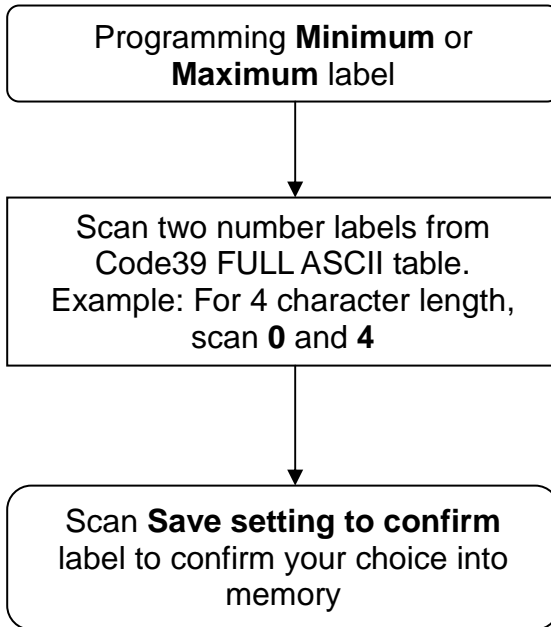 Programming Minimum or
Maximum label
Scan two number labels from
Code39 FULL ASCII table.
Example: For 4 character length,
scan 0 and 4
Scan Save setting to confirm
label to confirm your choice into
memory